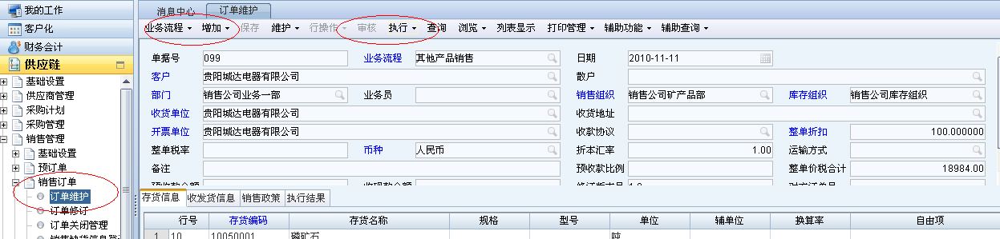 我的工作
客户化
财务会计
供应链
基础设置
供应商管理
采购计划
采购管理
销售管理
基础设置
预订单
销售订单
订单维护
订单修订
订单关闭管理
消息中心 订单维护
业务流程 增加 保存 维护 行操作 审核 执行 查询 浏览 列表显示 打印管理 辅助功能 辅助查询
单据号 099 业务流程 其他产品销售 日期 2010-11-11
客户 贵阳城达电器有限公司 散户
部门 销售公司业务一部 业务员 销售组织 销售公司矿产品部 库存组织 销售公司库存组织
收货单位 贵阳城达电器有限公司 收货地址
开票单位 贵阳城达电器有限公司 收款协议 整单折扣 100.000000
整单税率 币种 人民币 折本汇率 1.00 运输方式
备注 预收款比例 整单价税合计 18984.00
存货信息 收发货信息 销售政策 执行结果
行号 存货编码 存货名称 规格 型号 单位 辅单位 换算率 自由项
1 10 10050001 磷矿石 吨